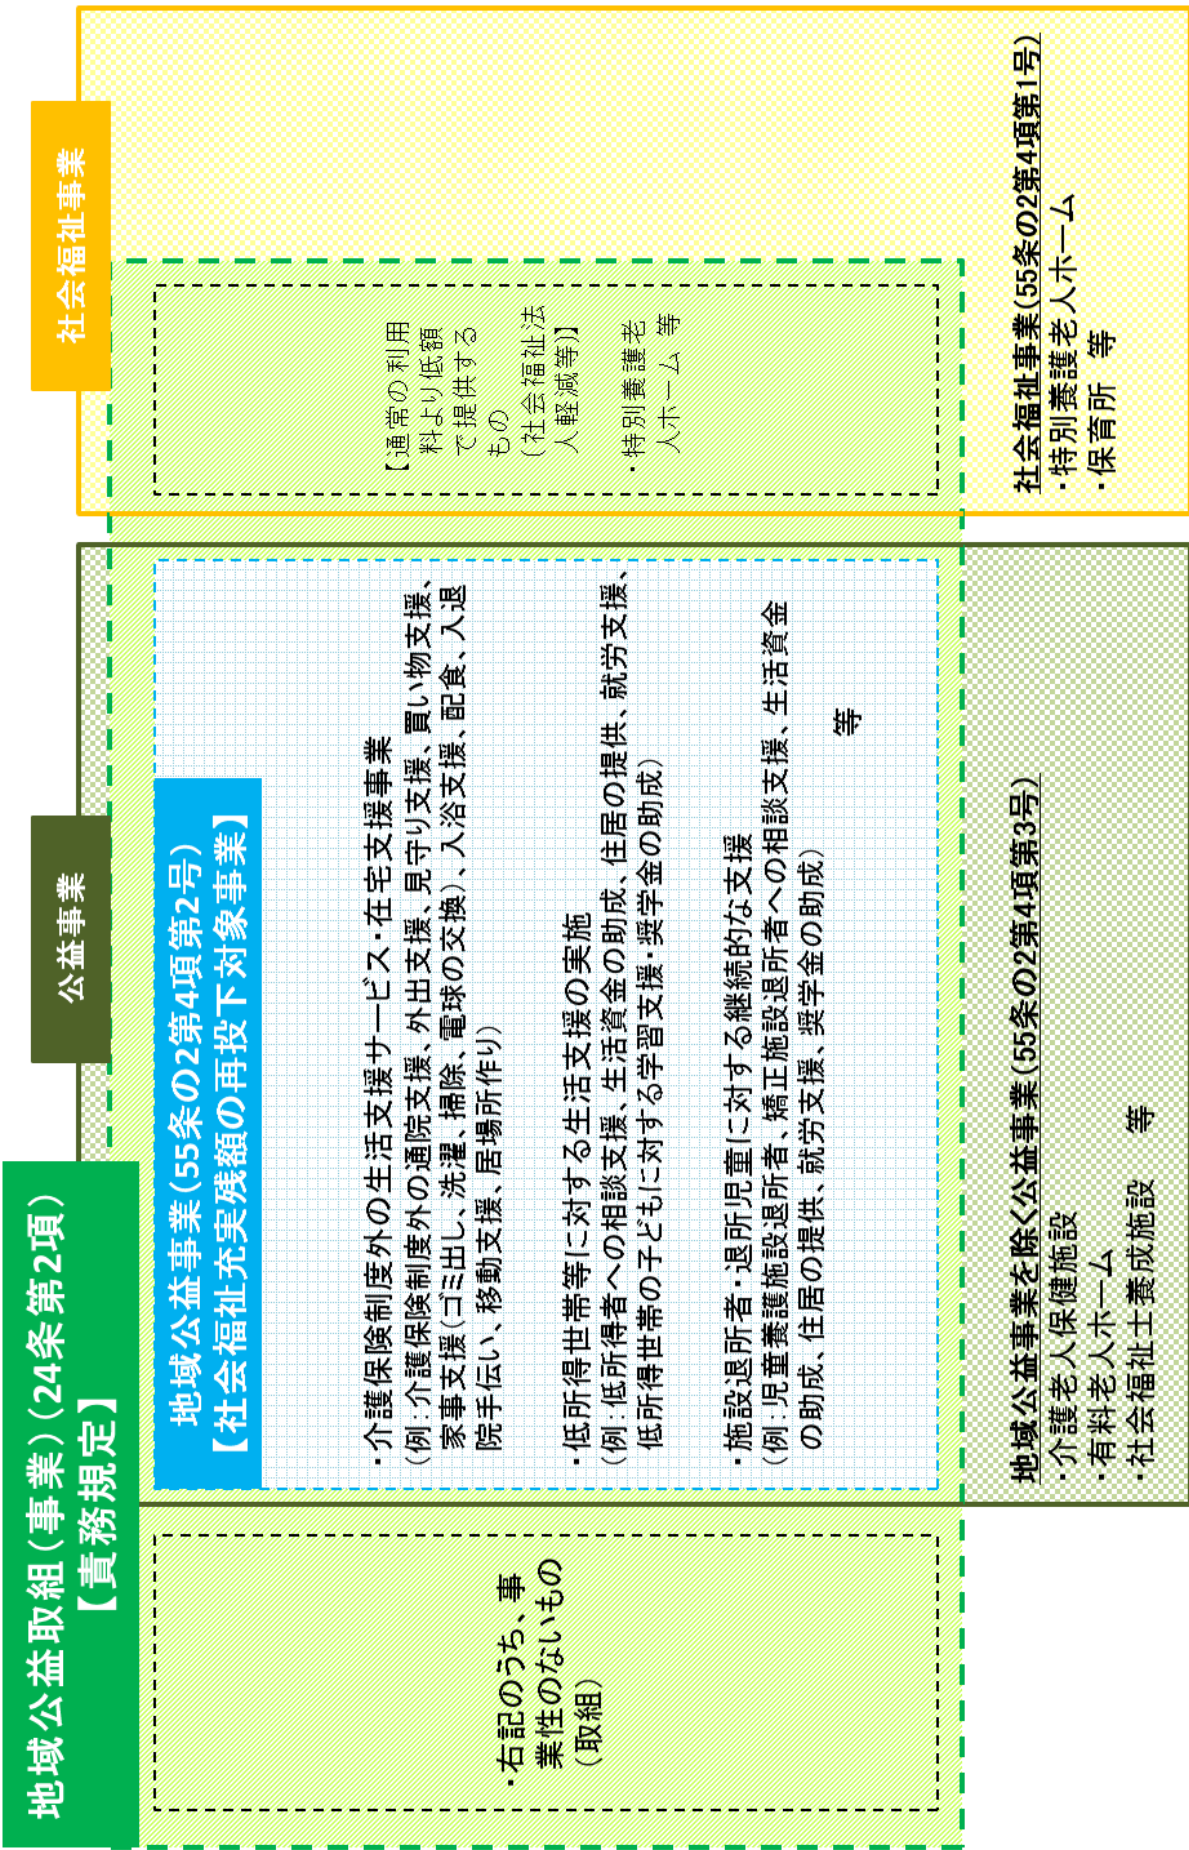 地域公益取組(事業)(24条第2項)
【責務規定】
公益事業
社会福祉事業
・右記のうち、事
業性のないもの
(取組)
地域公益事業(55条の2第4項第2号)
【社会福祉充実残額の再投下対象事業】
・介護保険制度外の生活支援サービス・在宅支援事業
(例:介護保険制度外の通院支援、外出支援、見守り支援、買い物支援、
家事支援(ゴミ出し、洗濯、掃除、電球の交換)、入浴支援、配食、入退
院手伝い、移動支援、居場所作り)
・低所得世帯等に対する生活支援の実施
(例:低所得者への相談支援、生活資金の助成、住居の提供、就労支援、
低所得世帯の子どもに対する学習支援・奨学金の助成)
・施設退所者・退所児童に対する継続的な支援
(例:児童養護施設退所者、矯正施設退所者への相談支援、生活資金
の助成、住居の提供、就労支援、奨学金の助成)
等
【通常の利用
料より低額
で提供する
もの
(社会福祉法
人軽減等)】
・特別養護老
人ホーム 等
地域公益事業を除く公益事業(55条の2第4項第3号)
・介護老人保健施設
・有料老人ホーム
・社会福祉士養成施設 等
社会福祉事業(55条の2第4項第1号)
・特別養護老人ホーム
・保育所 等